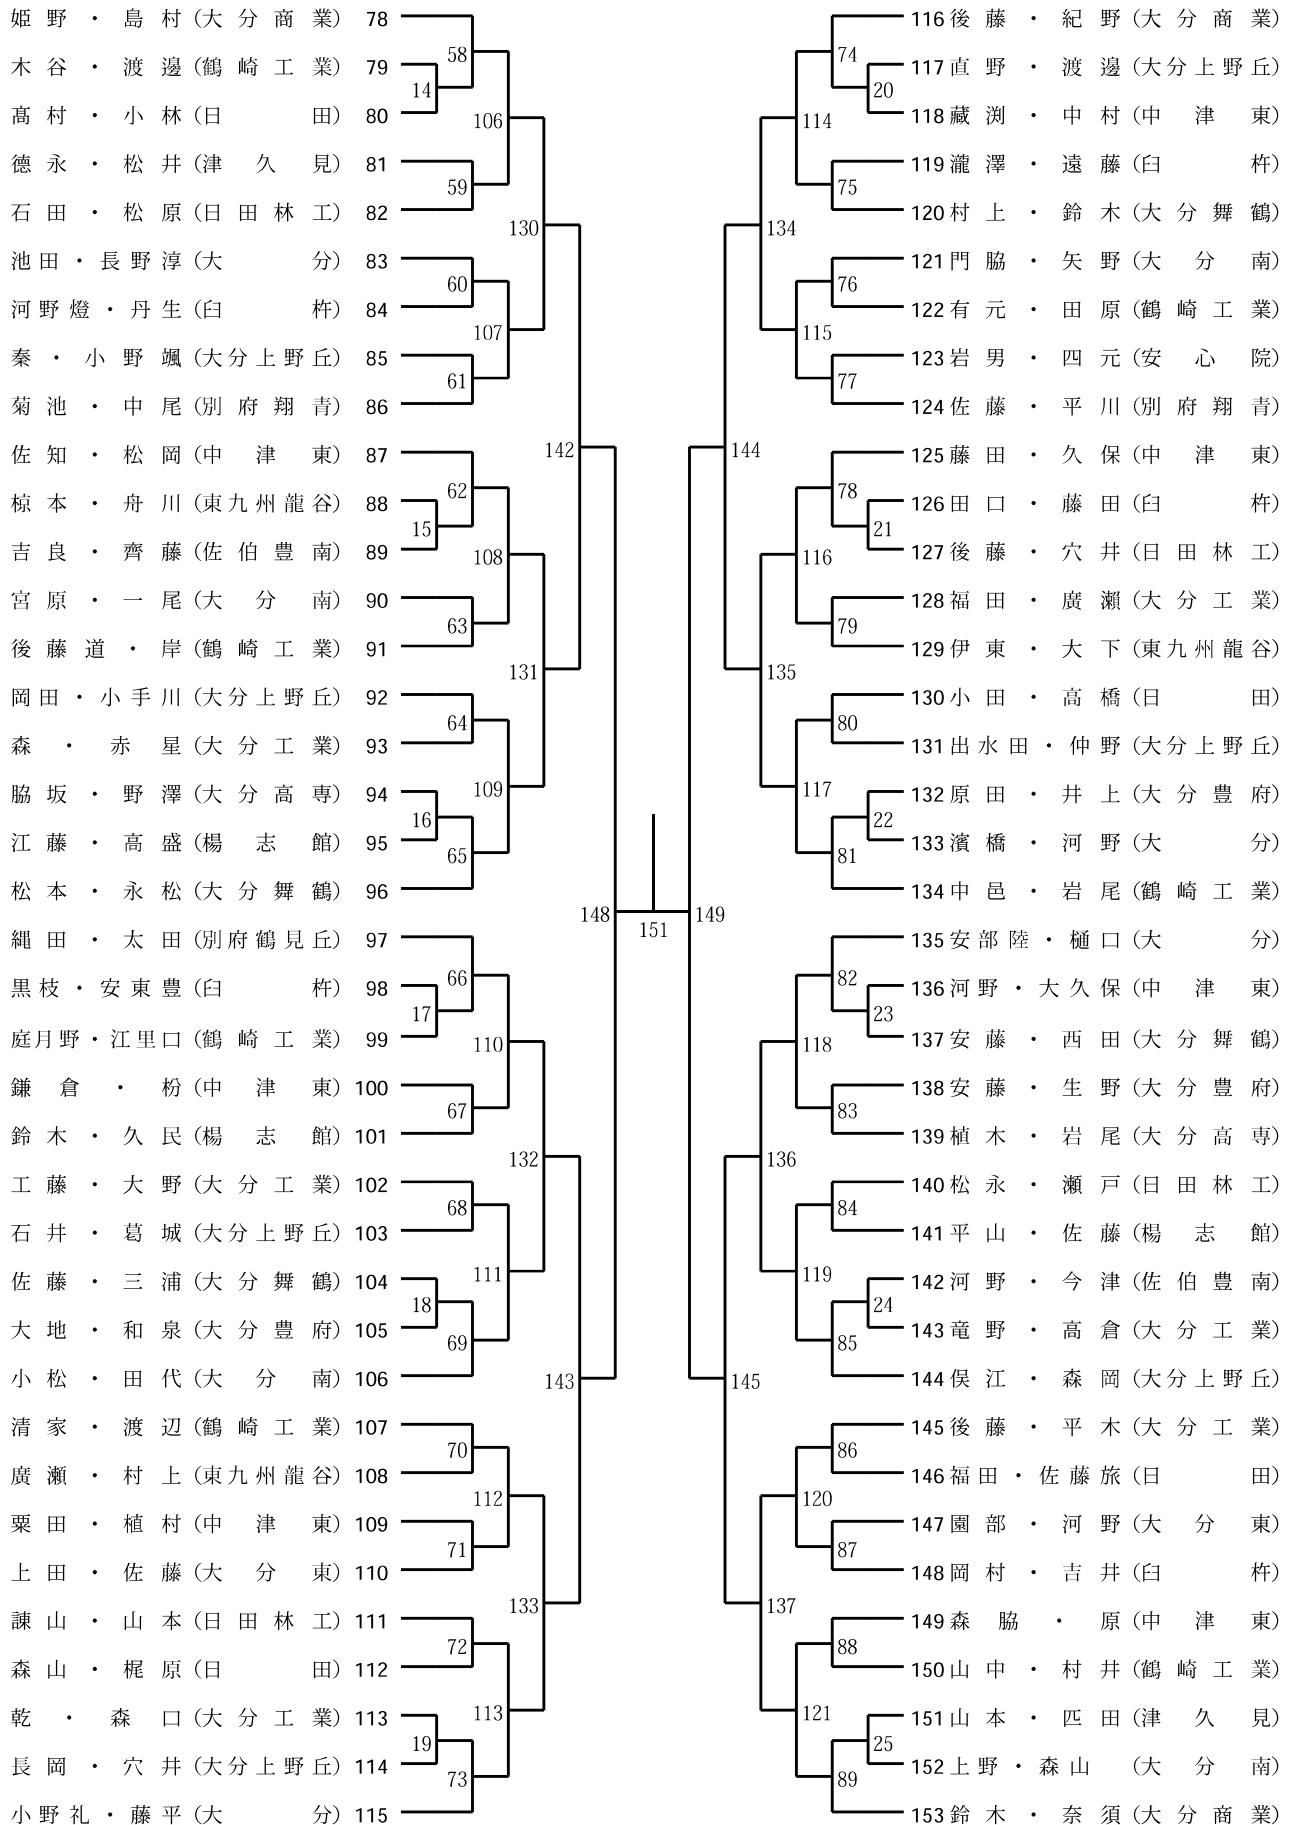 姫野・島村(大分商業) 78
木谷・渡邉(鶴崎工業) 79
髙村・小林(日田) 80
德永・松井(津久見) 81
石田・松原(日田林工) 82
池田・長野淳(大分) 83
河野燈・丹生(臼杵) 84
秦・小野颯(大分上野丘) 85
菊池・中尾(別府翔青) 86
佐知・松岡(中津東) 87
椋本・舟川(東九州龍谷) 88
吉良・齊藤(佐伯豊南) 89
宮原・一尾(大分南) 90
後藤道・岸(鶴崎工業) 91
岡田・小手川(大分上野丘) 92
森・赤星(大分工業) 93
脇坂・野澤(大分高専) 94
江藤・高盛(楊志館) 95
松本・永松(大分舞鶴) 96
縄田・太田(別府鶴見丘) 97
黒枝・安東豊(臼杵) 98
庭月野・江里口(鶴崎工業) 99
鎌倉・枌(中津東) 100
鈴木・久民(楊志館) 101
工藤・大野(大分工業) 102
石井・葛城(大分上野丘) 103
佐藤・三浦(大分舞鶴) 104
大地・和泉(大分豊府) 105
小松・田代(大分南) 106
清家・渡辺(鶴崎工業) 107
廣瀬・村上(東九州龍谷) 108
粟田・植村(中津東) 109
上田・佐藤(大分東) 110
諌山・山本(日田林工) 111
森山・梶原(日田) 112
乾・森口(大分工業) 113
長岡・穴井(大分上野丘) 114
小野礼・藤平(大分) 115
14
15
16
17
18
19
58
59
60
61
62
63
64
65
66
67
68
69
70
71
72
73
106
107
108
109
110
111
112
113
130
131
132
133
142
143
148
151
149
144
145
134
135
136
137
114
115
116
117
118
119
120
121
74
75
76
77
78
79
80
81
82
83
84
85
86
87
88
89
20
21
22
23
24
25
116 後藤・紀野(大分商業)
117 直野・渡邉(大分上野丘)
118 藏渕・中村(中津東)
119 瀧澤・遠藤(臼杵)
120 村上・鈴木(大分舞鶴)
121 門脇・矢野(大分南)
122 有元・田原(鶴崎工業)
123 岩男・四元(安心院)
124 佐藤・平川(別府翔青)
125 藤田・久保(中津東)
126 田口・藤田(臼杵)
127 後藤・穴井(日田林工)
128 福田・廣瀬(大分工業)
129 伊東・大下(東九州龍谷)
130 小田・高橋(日田)
131 出水田・仲野(大分上野丘)
132 原田・井上(大分豊府)
133 濱橋・河野(大分)
134 中邑・岩尾(鶴崎工業)
135 安部陸・樋口(大分)
136 河野・大久保(中津東)
137 安藤・西田(大分舞鶴)
138 安藤・生野(大分豊府)
139 植木・岩尾(大分高専)
140 松永・瀬戸(日田林工)
141 平山・佐藤(楊志館)
142 河野・今津(佐伯豊南)
143 竜野・高倉(大分工業)
144 俣江・森岡(大分上野丘)
145 後藤・平木(大分工業)
146 福田・佐藤旅(日田)
147 園部・河野(大分東)
148 岡村・吉井(臼杵)
149 森脇・原(中津東)
150 山中・村井(鶴崎工業)
151 山本・匹田(津久見)
152 上野・森山(大分南)
153 鈴木・奈須(大分商業)